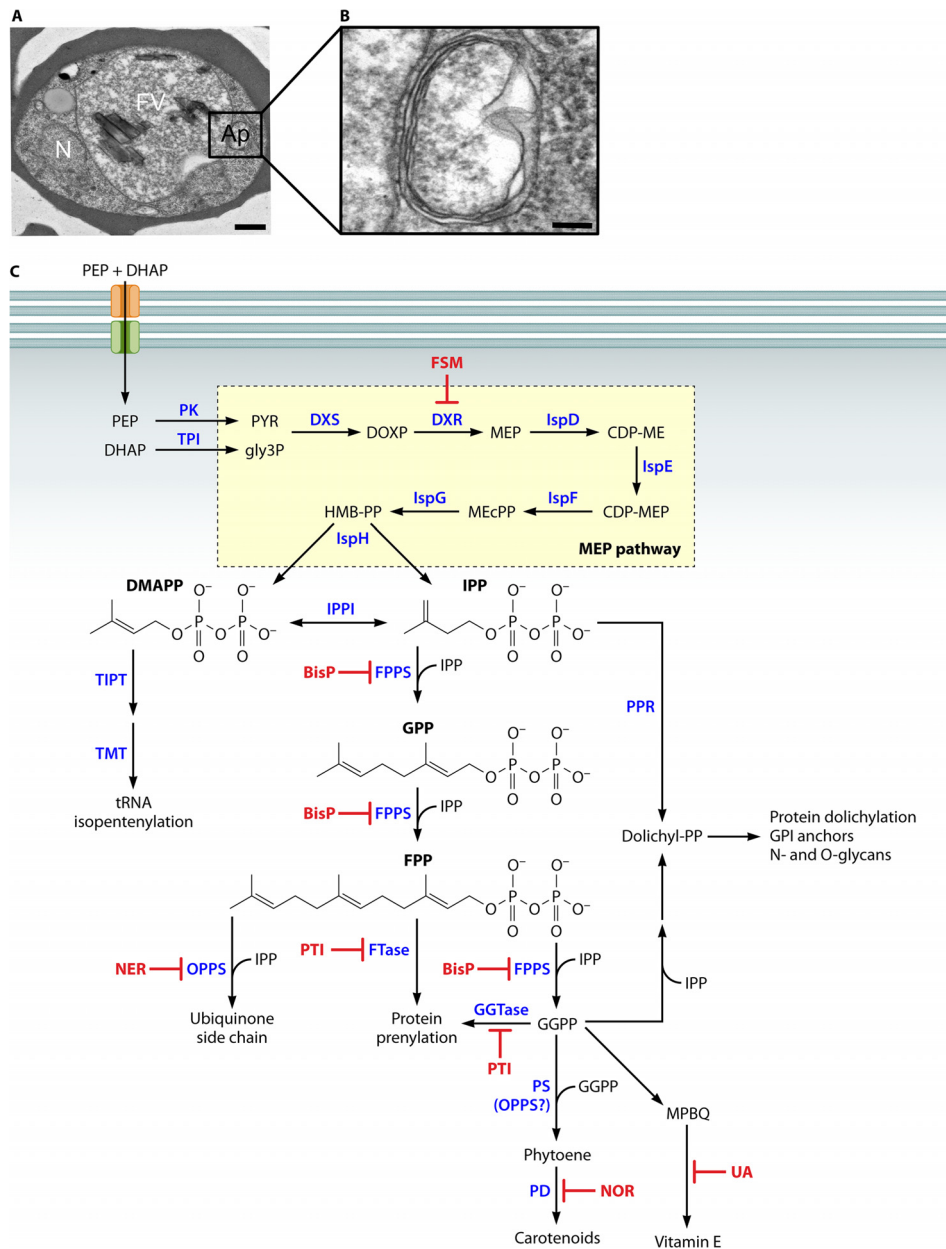 A
B
FV
Ap
N
C
PEP + DHAP
FSM
PEP
PK
PYR
DXS
DOXP
DXR
MEP
IspD
CDP-ME
DHAP
TPI
gly3P
IspE
HMB-PP
IspG
MEcPP
IspF
CDP-MEP
IspH
MEP pathway
DMAPP
O⁻ O⁻
O P O P O⁻
O O
IPPI
IPP
O⁻ O⁻
O P O P O⁻
O O
TIPT
BisP
FPPS
IPP
PPR
TMT
GPP
O⁻ O⁻
O P O P O⁻
O O
tRNA
isopentenylation
BisP
FPPS
IPP
Dolichyl-PP
Protein dolichylation
GPI anchors
N- and O-glycans
FPP
O⁻ O⁻
O P O P O⁻
O O
NER
OPPS
IPP
PTI
FTase
BisP
FPPS
IPP
IPP
Ubiquinone
side chain
Protein
prenylation
GGTase
GGPP
PTI
PS
(OPPS?)
GGPP
MPBQ
Phytoene
UA
PD
NOR
Carotenoids
Vitamin E